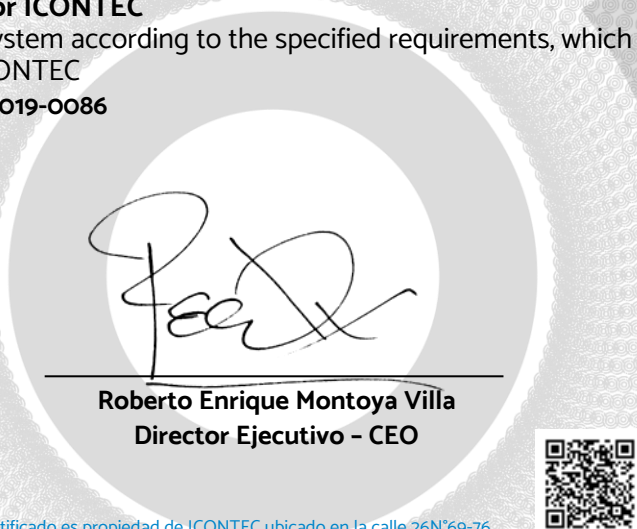 or ICONTEC
ystem according to the specified requirements, which
ONTEC
019-0086
Roberto Enrique Montoya Villa
Director Ejecutivo – CEO
tificado es propiedad de ICONTEC ubicado en la calle 26N°69-76